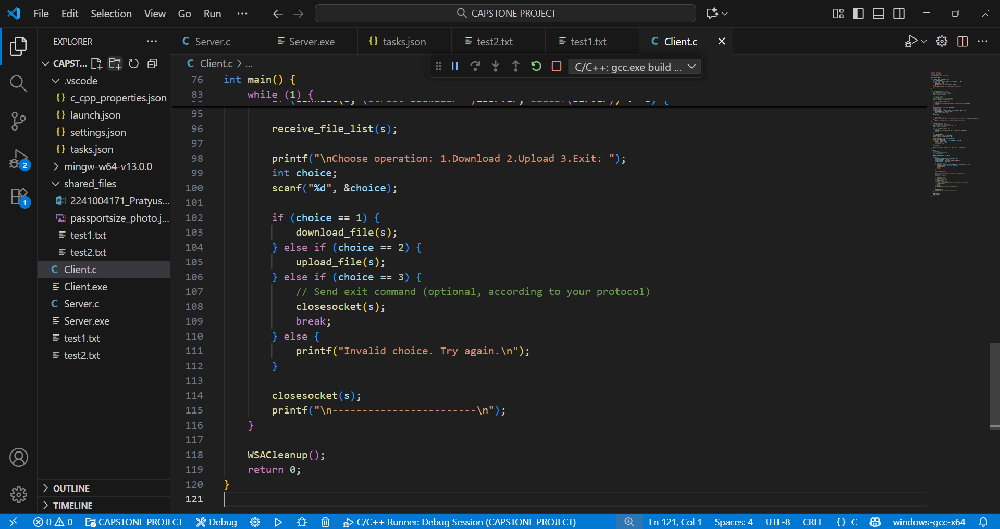 File Edit Selection View Go Run ··· CAPSTONE PROJECT
EXPLORER ···
CAPST...
.vscode
{} c_cpp_properties.json
{} launch.json
{} settings.json
{} tasks.json
mingw-w64-v13.0.0
shared_files
2241004171_Pratyus...
passportsize_photo.j...
test1.txt
test2.txt
C Client.c
Client.exe
C Server.c
Server.exe
test1.txt
test2.txt
OUTLINE
TIMELINE
2
1
C Server.c Server.exe {} tasks.json test2.txt test1.txt C Client.c
C Client.c > ...
C/C++: gcc.exe build ...
76 int main() {
83 while (1) {
95
96 receive_file_list(s);
97
98 printf("\nChoose operation: 1.Download 2.Upload 3.Exit: ");
99 int choice;
100 scanf("%d", &choice);
101
102 if (choice == 1) {
103 download_file(s);
104 } else if (choice == 2) {
105 upload_file(s);
106 } else if (choice == 3) {
107 // Send exit command (optional, according to your protocol)
108 closesocket(s);
109 break;
110 } else {
111 printf("Invalid choice. Try again.\n");
112 }
113
114 closesocket(s);
115 printf("\n------------------------\n");
116 }
117
118 WSACleanup();
119 return 0;
120 }
121
0 0 CAPSTONE PROJECT Debug C/C++ Runner: Debug Session (CAPSTONE PROJECT) Ln 121, Col 1 Spaces: 4 UTF-8 CRLF {} C windows-gcc-x64